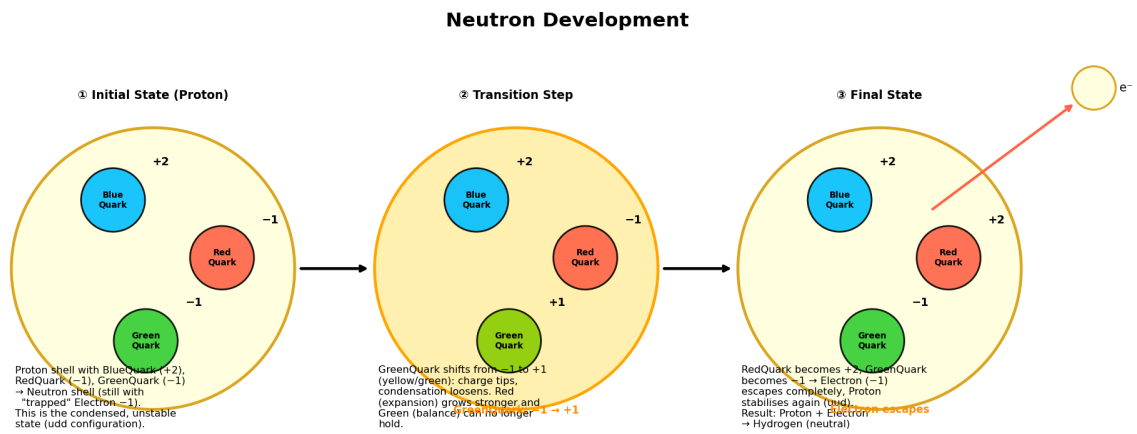 Neutron Development
① Initial State (Proton)
② Transition Step
③ Final State
e⁻
+2
Blue
Quark
−1
Red
Quark
−1
Green
Quark
+2
Blue
Quark
−1
Red
Quark
+1
Green
Quark
+2
Blue
Quark
+2
Red
Quark
−1
Green
Quark
Proton shell with BlueQuark (+2),
RedQuark (−1), GreenQuark (−1)
→ Neutron shell (still with
"trapped" Electron −1).
This is the condensed, unstable
state (udd configuration).
GreenQuark shifts from −1 to +1
(yellow/green): charge tips,
condensation loosens. Red
(expansion) grows stronger and
Green (balance) can no longer
hold.
GreenQuark: −1 → +1
RedQuark becomes +2, GreenQuark
becomes −1 → Electron (−1)
escapes completely, Proton
stabilises again (uud).
Result: Proton + Electron
→ Hydrogen (neutral)
Electron escapes